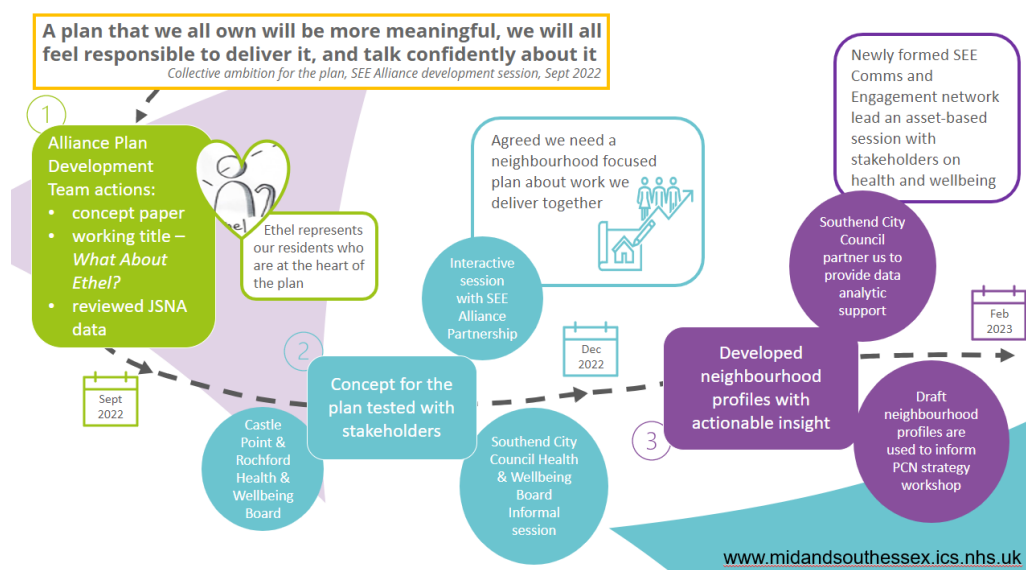 A plan that we all own will be more meaningful, we will all
feel responsible to deliver it, and talk confidently about it
Collective ambition for the plan, SEE Alliance development session, Sept 2022
1
Alliance Plan
Development
Team actions:
• concept paper
• working title –
What About
Ethel?
• reviewed JSNA
data
Ethel represents
our residents who
are at the heart of
the plan
Sept
2022
2
Concept for the
plan tested with
stakeholders
Castle
Point &
Rochford
Health &
Wellbeing
Board
Interactive
session
with SEE
Alliance
Partnership
Agreed we need a
neighbourhood focused
plan about work we
deliver together
Southend City
Council Health
& Wellbeing
Board
Informal
session
Dec
2022
3
Developed
neighbourhood
profiles with
actionable insight
Southend City
Council
partner us to
provide data
analytic
support
Newly formed SEE
Comms and
Engagement network
lead an asset-based
session with
stakeholders on
health and wellbeing
Draft
neighbourhood
profiles are
used to inform
PCN strategy
workshop
Feb
2023
www.midandsouthessex.ics.nhs.uk